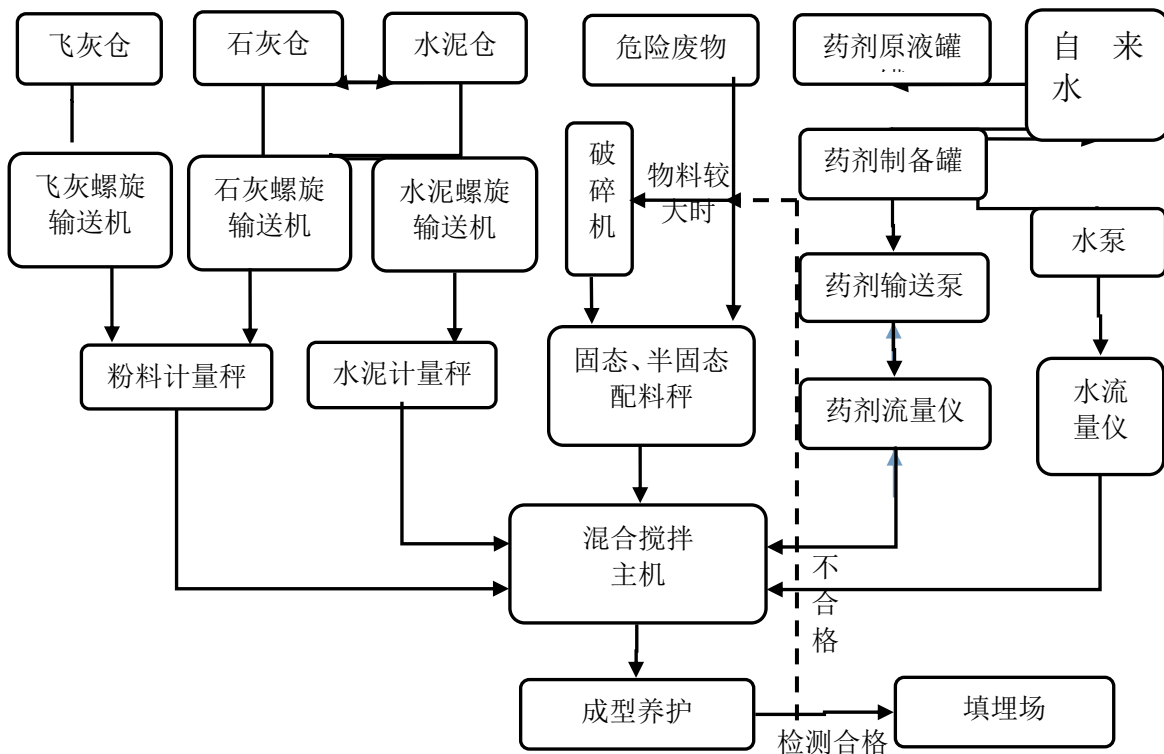 飞灰仓
石灰仓
水泥仓
危险废物
药剂原液罐
自 来
水
破
碎
机
物料较
大时
药剂制备罐
飞灰螺旋
输送机
石灰螺旋
输送机
水泥螺旋
输送机
水泵
药剂输送泵
粉料计量秤
水泥计量秤
固态、半固态
配料秤
药剂流量仪
水流
量仪
混合搅拌
主机
不
合
格
成型养护
填埋场
检测合格